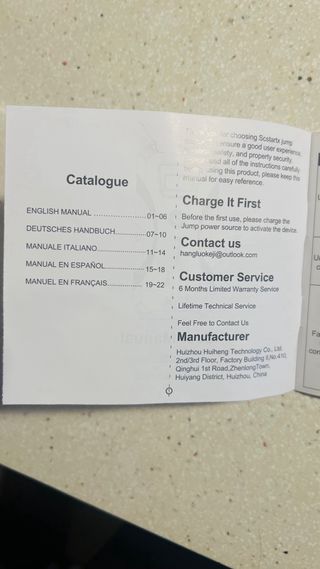 Catalogue
ENGLISH MANUAL ..................... 01~06
DEUTSCHES HANDBUCH............ 07~10
MANUALE ITALIANO................... 11~14
MANUAL EN ESPAÑOL................ 15~18
MANUEL EN FRANÇAIS.............. 19~22
choosing Scstartx jump
ensure a good user experience,
safety, and property security,
all of the instructions carefully
using this product, please keep this
manual for easy reference.
Charge It First
Before the first use, please charge the
Jump power source to activate the device.
Contact us
hangluokeji@outlook.com
Customer Service
6 Months Limited Warranty Service
Lifetime Technical Service
Feel Free to Contact Us
Manufacturer
Huizhou Huiheng Technology Co., Ltd.
2nd/3rd Floor, Factory Building II,No.410,
Qinghui 1st Road,ZhenlongTown,
Huiyang District, Huizhou, China